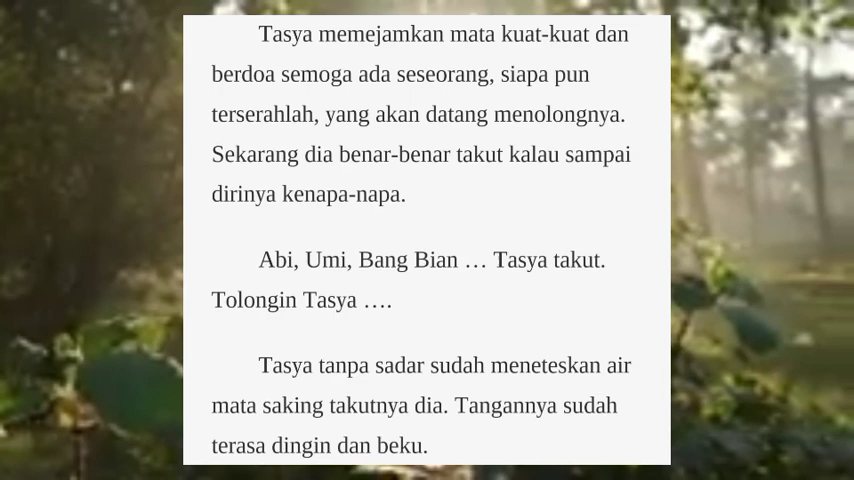 Tasya memejamkan mata kuat-kuat dan
berdoa semoga ada seseorang, siapa pun
terserahlah, yang akan datang menolongnya.
Sekarang dia benar-benar takut kalau sampai
dirinya kenapa-napa.
Abi, Umi, Bang Bian … Tasya takut.
Tolongin Tasya ….
Tasya tanpa sadar sudah meneteskan air
mata saking takutnya dia. Tangannya sudah
terasa dingin dan beku.